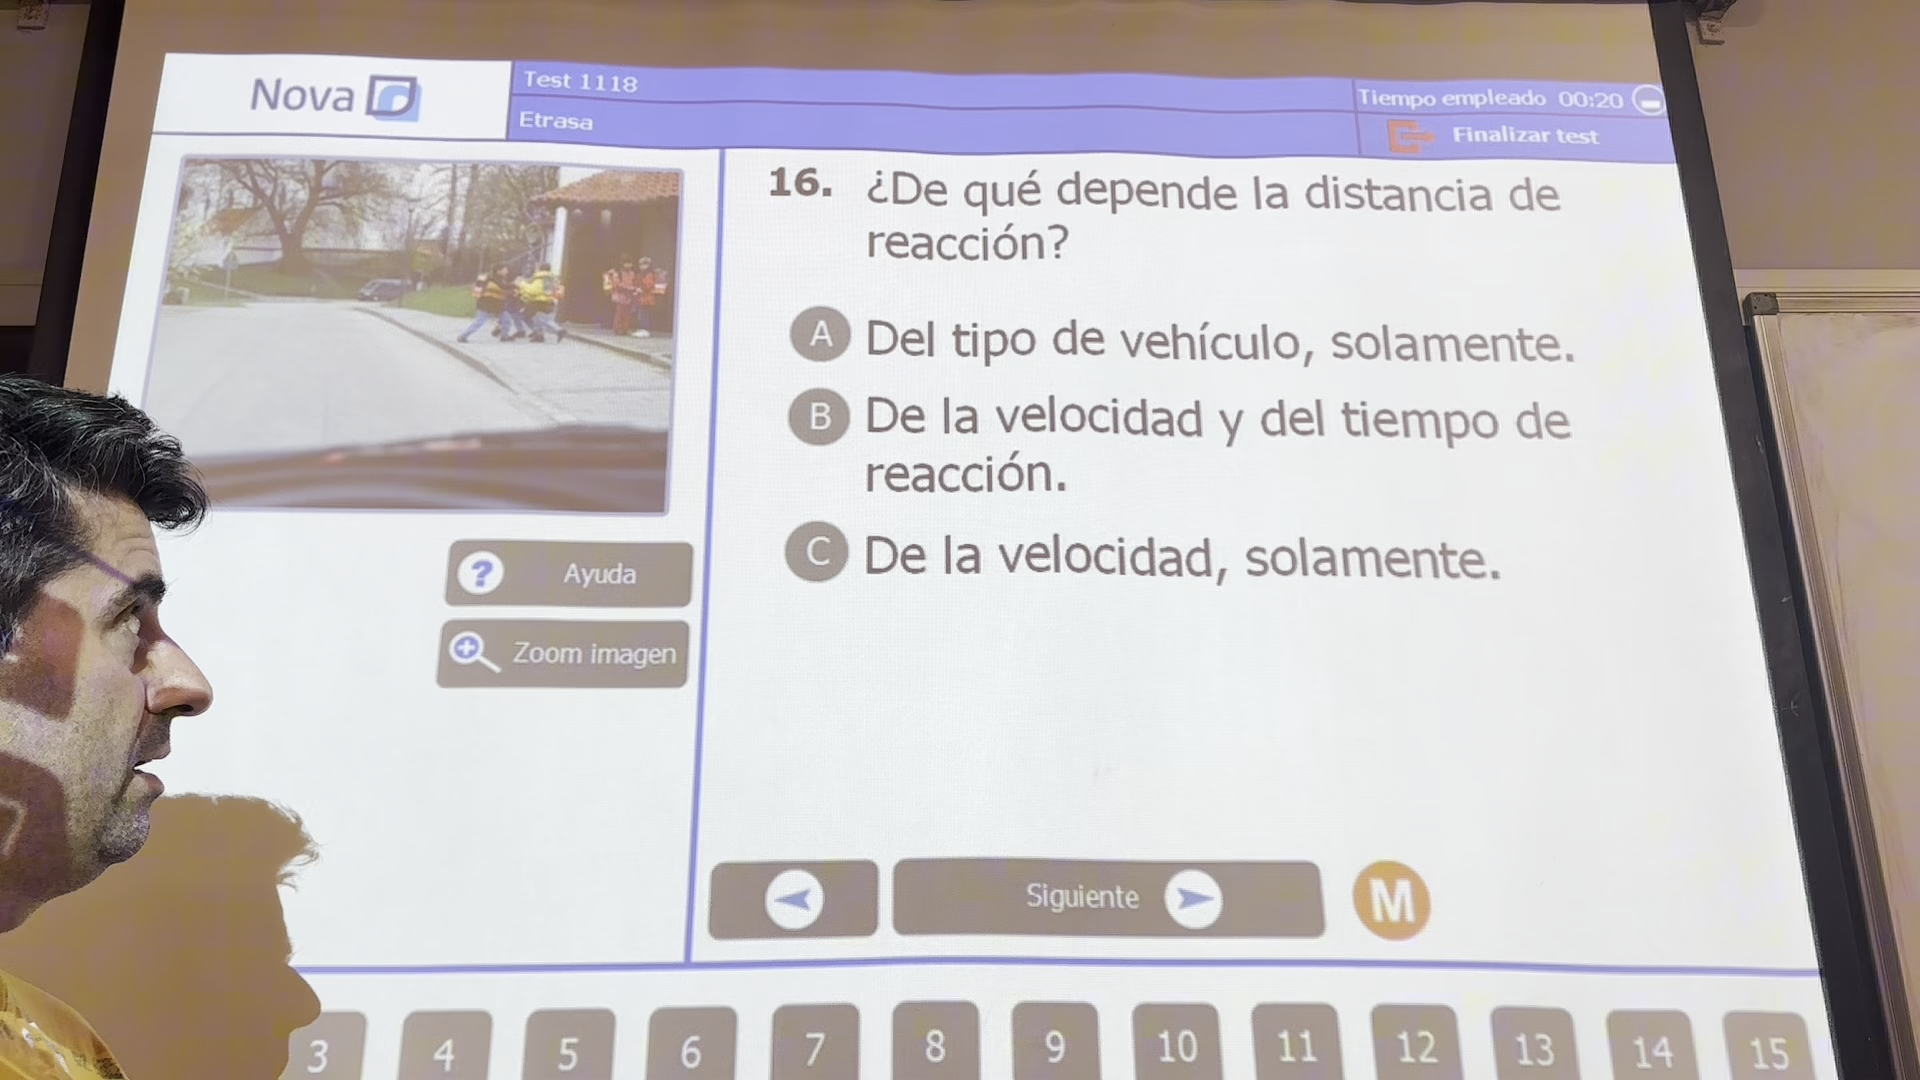 Nova
Test 1118
Etrasa
Tiempo empleado 00:20
Finalizar test
16. ¿De qué depende la distancia de
reacción?
A Del tipo de vehículo, solamente.
B De la velocidad y del tiempo de
reacción.
C De la velocidad, solamente.
? Ayuda
Zoom imagen
Siguiente
M
3 4 5 6 7 8 9 10 11 12 13 14 15